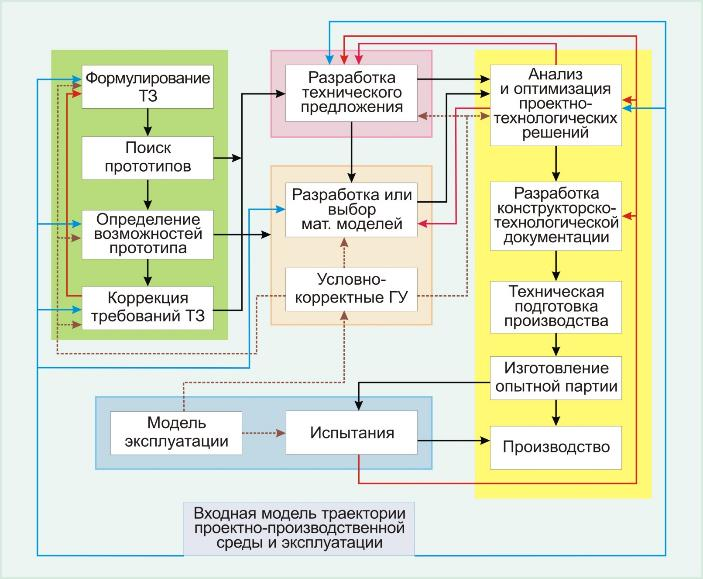 Формулирование
ТЗ
Поиск
прототипов
Определение
возможностей
прототипа
Коррекция
требований ТЗ
Разработка
технического
предложения
Разработка или
выбор
мат. моделей
Условно-
корректные ГУ
Анализ
и оптимизация
проектно-
технологических
решений
Разработка
конструкторско-
технологической
документации
Техническая
подготовка
производства
Изготовление
опытной партии
Производство
Модель
эксплуатации
Испытания
Входная модель траектории
проектно-производственной
среды и эксплуатации